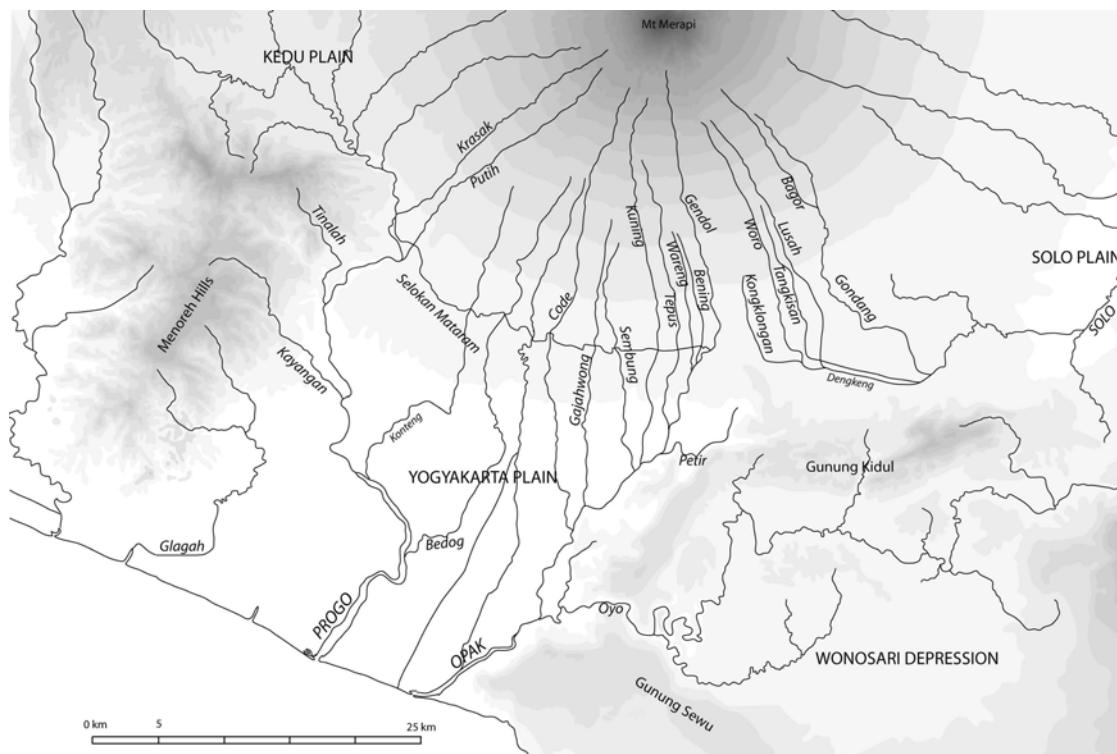 Mt Merapi
KEDU PLAIN
Krasak
Putih
Tinalah
Kuning
Gendol
Bagor
Woro
Lusah
Wareng
Bening
Tepus
Tangkisan
Kongklongan
Gondang
SOLO PLAIN
SOLO
Selokan Mataram
Code
Menoreh Hills
Kayangan
Sembung
Gajahwong
Dengkeng
Konteng
Petir
Gunung Kidul
YOGYAKARTA PLAIN
Glagah
Bedog
PROGO
OPAK
Oyo
WONOSARI DEPRESSION
Gunung Sewu
0 km 5 25 km